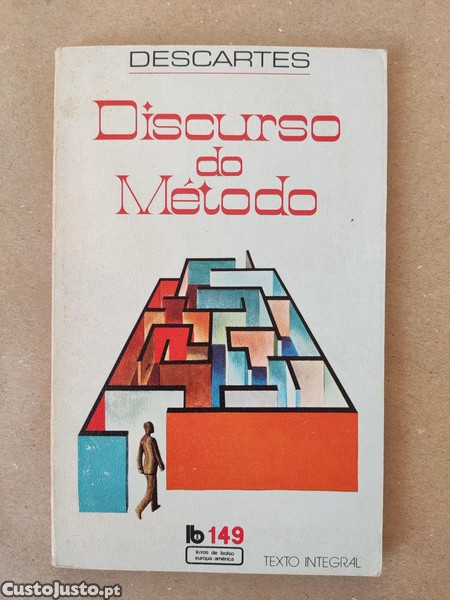 DESCARTES
Discurso
do
Método
lb 149
livros de bolso
europa-américa
TEXTO INTEGRAL
CustoJusto.pt